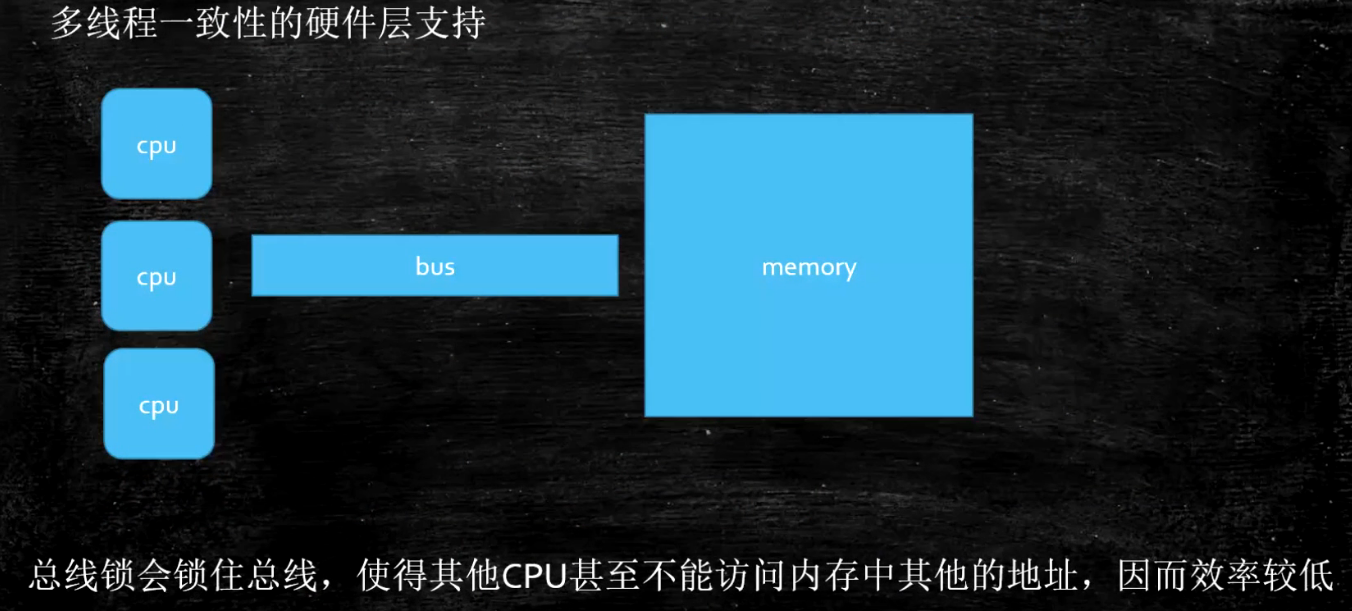 多线程一致性的硬件层支持
cpu
cpu
bus
memory
cpu
总线锁会锁住总线，使得其他CPU甚至不能访问内存中其他的地址，因而效率较低